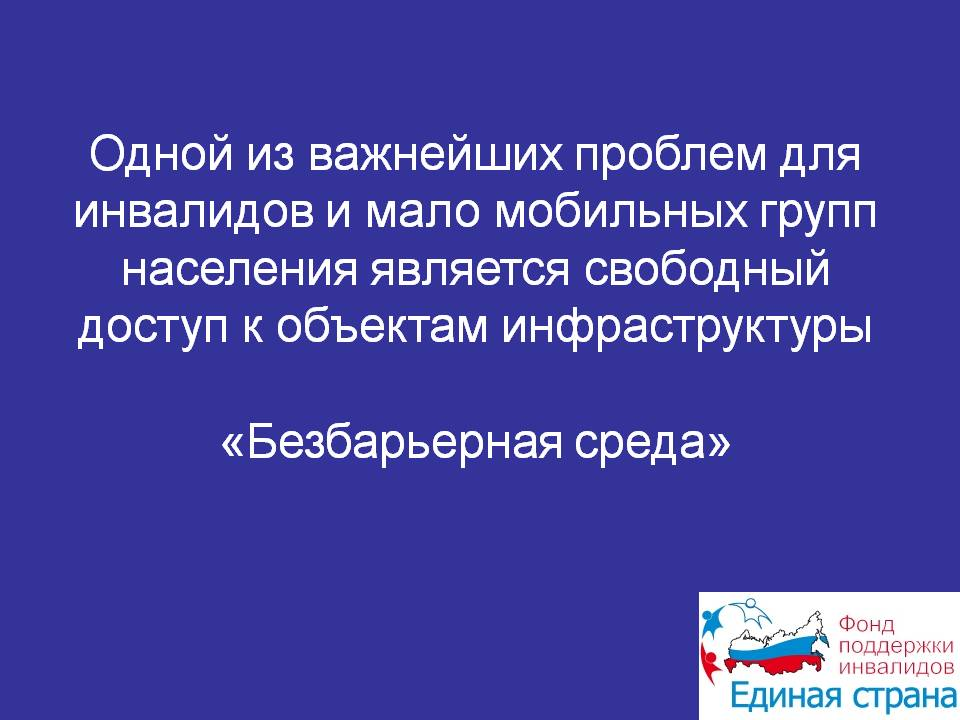 Одной из важнейших проблем для
инвалидов и мало мобильных групп
населения является свободный
доступ к объектам инфраструктуры
«Безбарьерная среда»
Фонд
поддержки
инвалидов
Единая страна